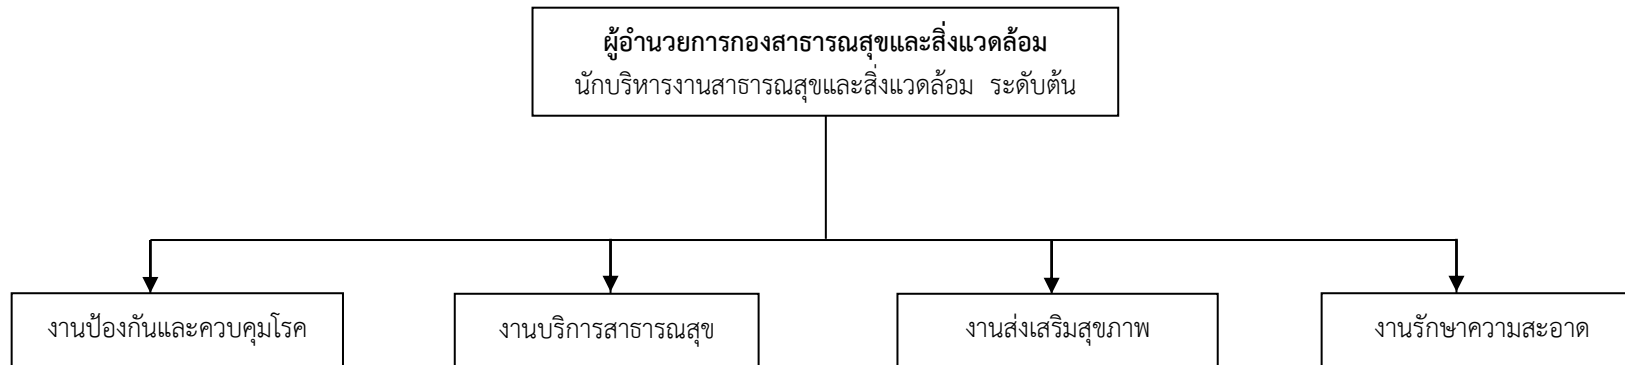 ผู้อำนวยการกองสาธารณสุขและสิ่งแวดล้อม
นักบริหารงานสาธารณสุขและสิ่งแวดล้อม ระดับต้น
งานป้องกันและควบคุมโรค
งานบริการสาธารณสุข
งานส่งเสริมสุขภาพ
งานรักษาความสะอาด